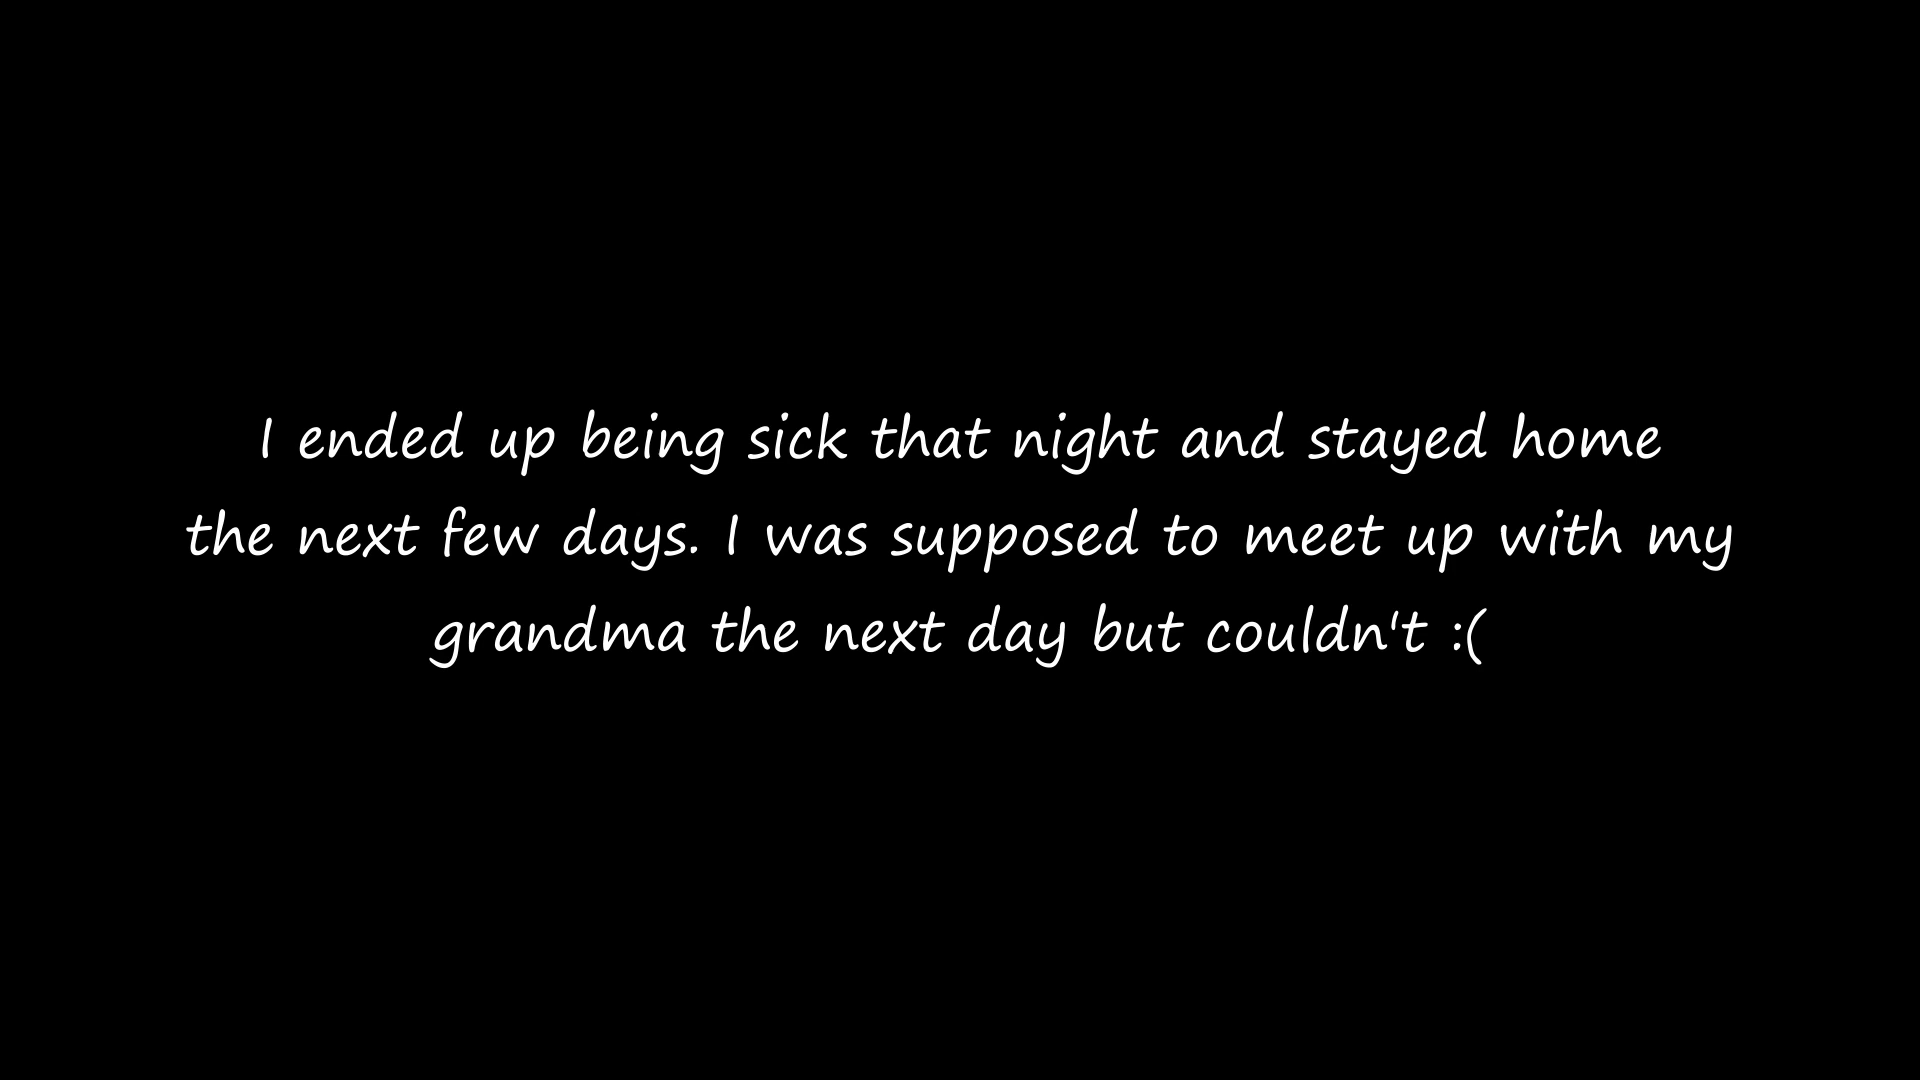 I ended up being sick that night and stayed home
the next few days. I was supposed to meet up with my
grandma the next day but couldn't :(